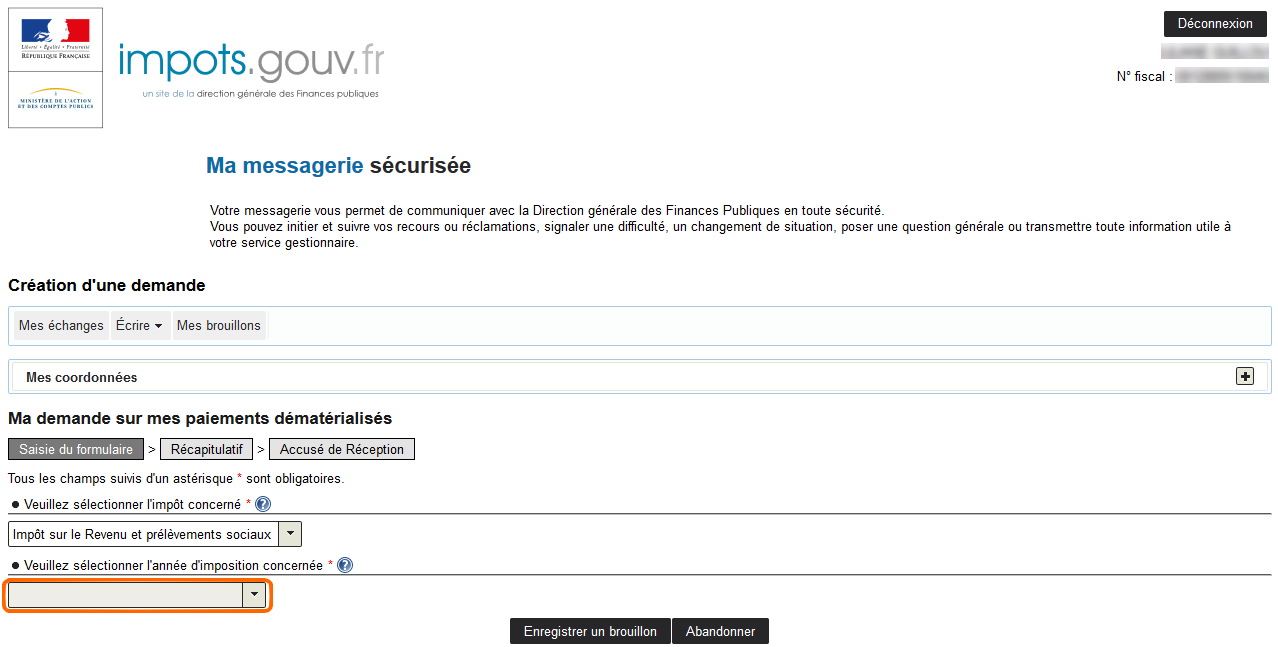 Liberté • Égalité • Fraternité
RÉPUBLIQUE FRANÇAISE
MINISTÈRE DE L'ACTION
ET DES COMPTES PUBLICS
impots.gouv.fr
un site de la direction générale des Finances publiques
Déconnexion
N° fiscal :
Ma messagerie sécurisée
Votre messagerie vous permet de communiquer avec la Direction générale des Finances Publiques en toute sécurité.
Vous pouvez initier et suivre vos recours ou réclamations, signaler une difficulté, un changement de situation, poser une question générale ou transmettre toute information utile à
votre service gestionnaire.
Création d'une demande
Mes échanges Écrire Mes brouillons
Mes coordonnées
Ma demande sur mes paiements dématérialisés
Saisie du formulaire > Récapitulatif > Accusé de Réception
Tous les champs suivis d'un astérisque * sont obligatoires.
Veuillez sélectionner l'impôt concerné * ?
Impôt sur le Revenu et prélèvements sociaux
Veuillez sélectionner l'année d'imposition concernée * ?
Enregistrer un brouillon Abandonner